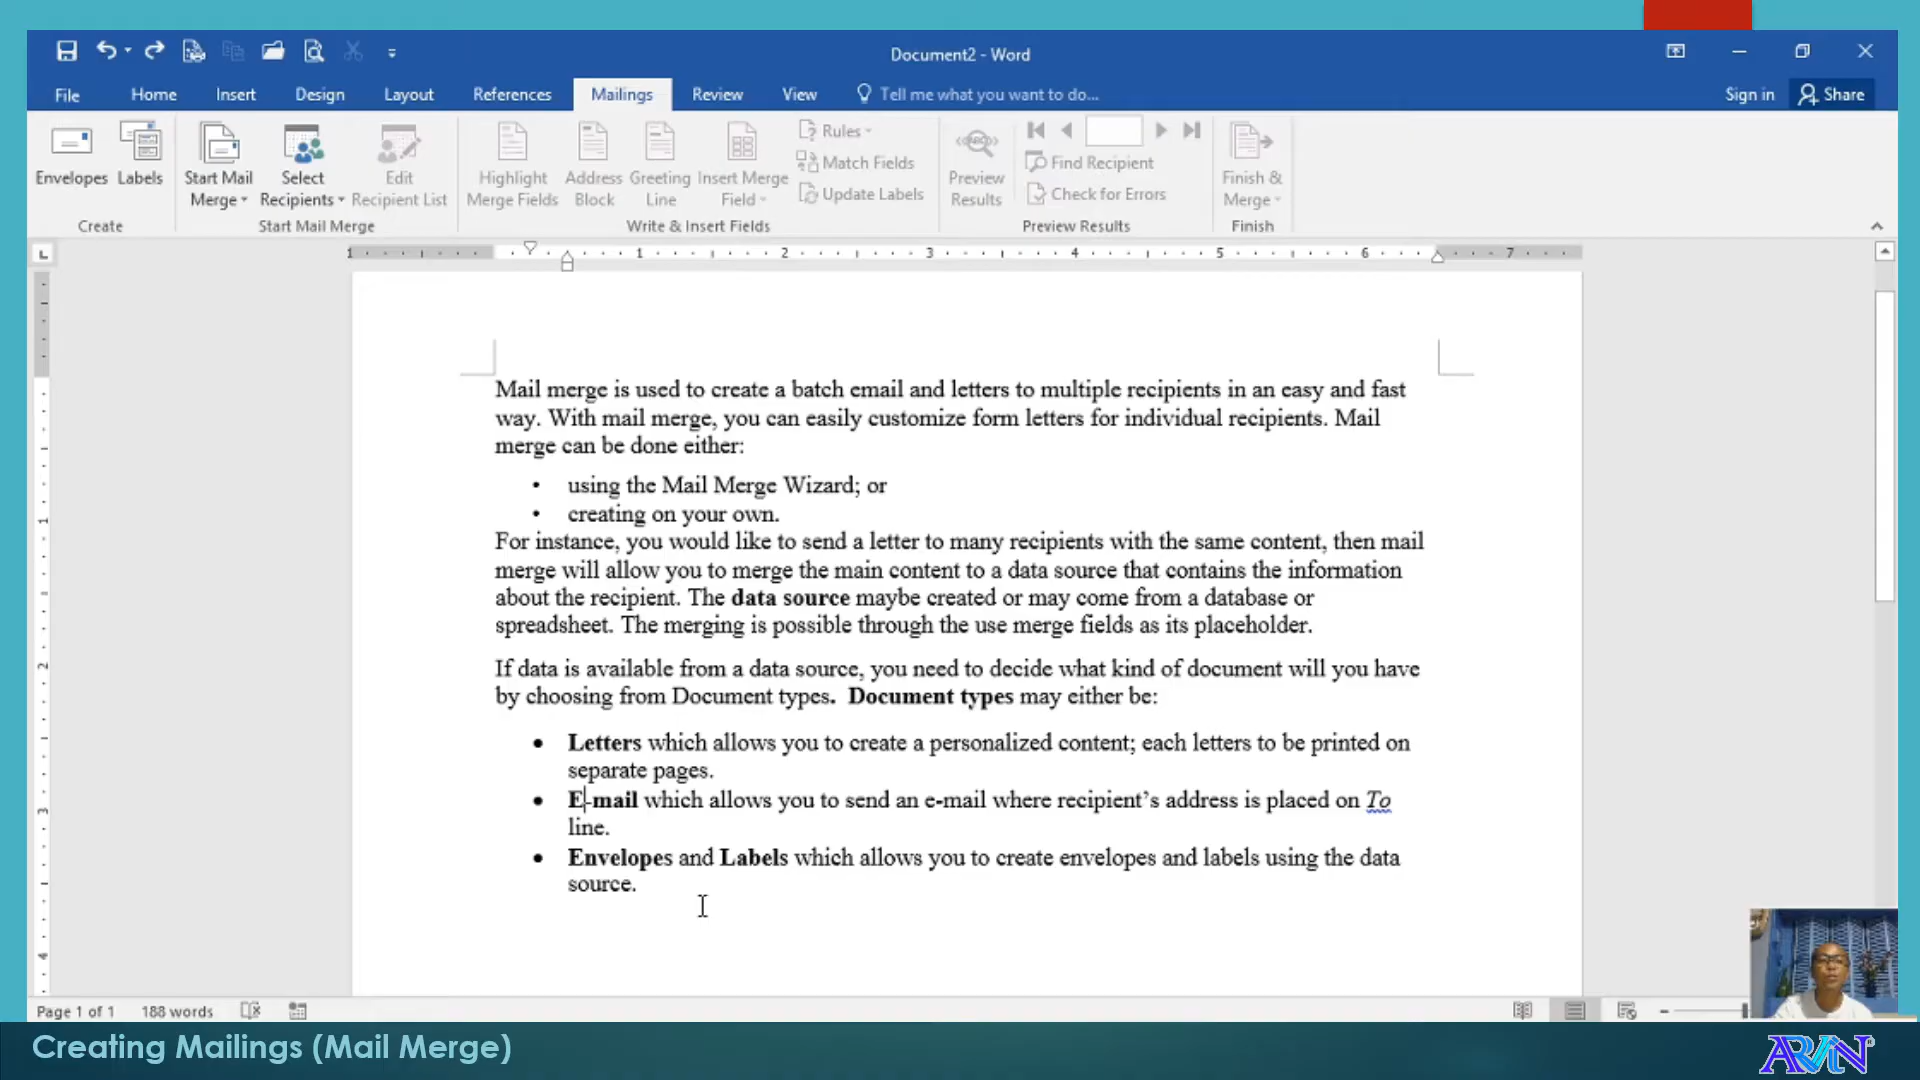 Document2 - Word
File Home Insert Design Layout References Mailings Review View Tell me what you want to do... Sign in Share
Envelopes Labels Start Mail Merge Select Recipients Edit Recipient List Highlight Merge Fields Address Block Greeting Line Insert Merge Field Rules Match Fields Update Labels Preview Results Find Recipient Check for Errors Finish & Merge
Create Start Mail Merge Write & Insert Fields Preview Results Finish
1 1 2 3 4 5 6 7
Mail merge is used to create a batch email and letters to multiple recipients in an easy and fast
way. With mail merge, you can easily customize form letters for individual recipients. Mail
merge can be done either:
• using the Mail Merge Wizard; or
• creating on your own.
For instance, you would like to send a letter to many recipients with the same content, then mail
merge will allow you to merge the main content to a data source that contains the information
about the recipient. The data source maybe created or may come from a database or
spreadsheet. The merging is possible through the use merge fields as its placeholder.
If data is available from a data source, you need to decide what kind of document will you have
by choosing from Document types. Document types may either be:
• Letters which allows you to create a personalized content; each letters to be printed on
separate pages.
• E-mail which allows you to send an e-mail where recipient's address is placed on To
line.
• Envelopes and Labels which allows you to create envelopes and labels using the data
source.
1
2
3
4
Page 1 of 1 188 words
Creating Mailings (Mail Merge)
ARVIN